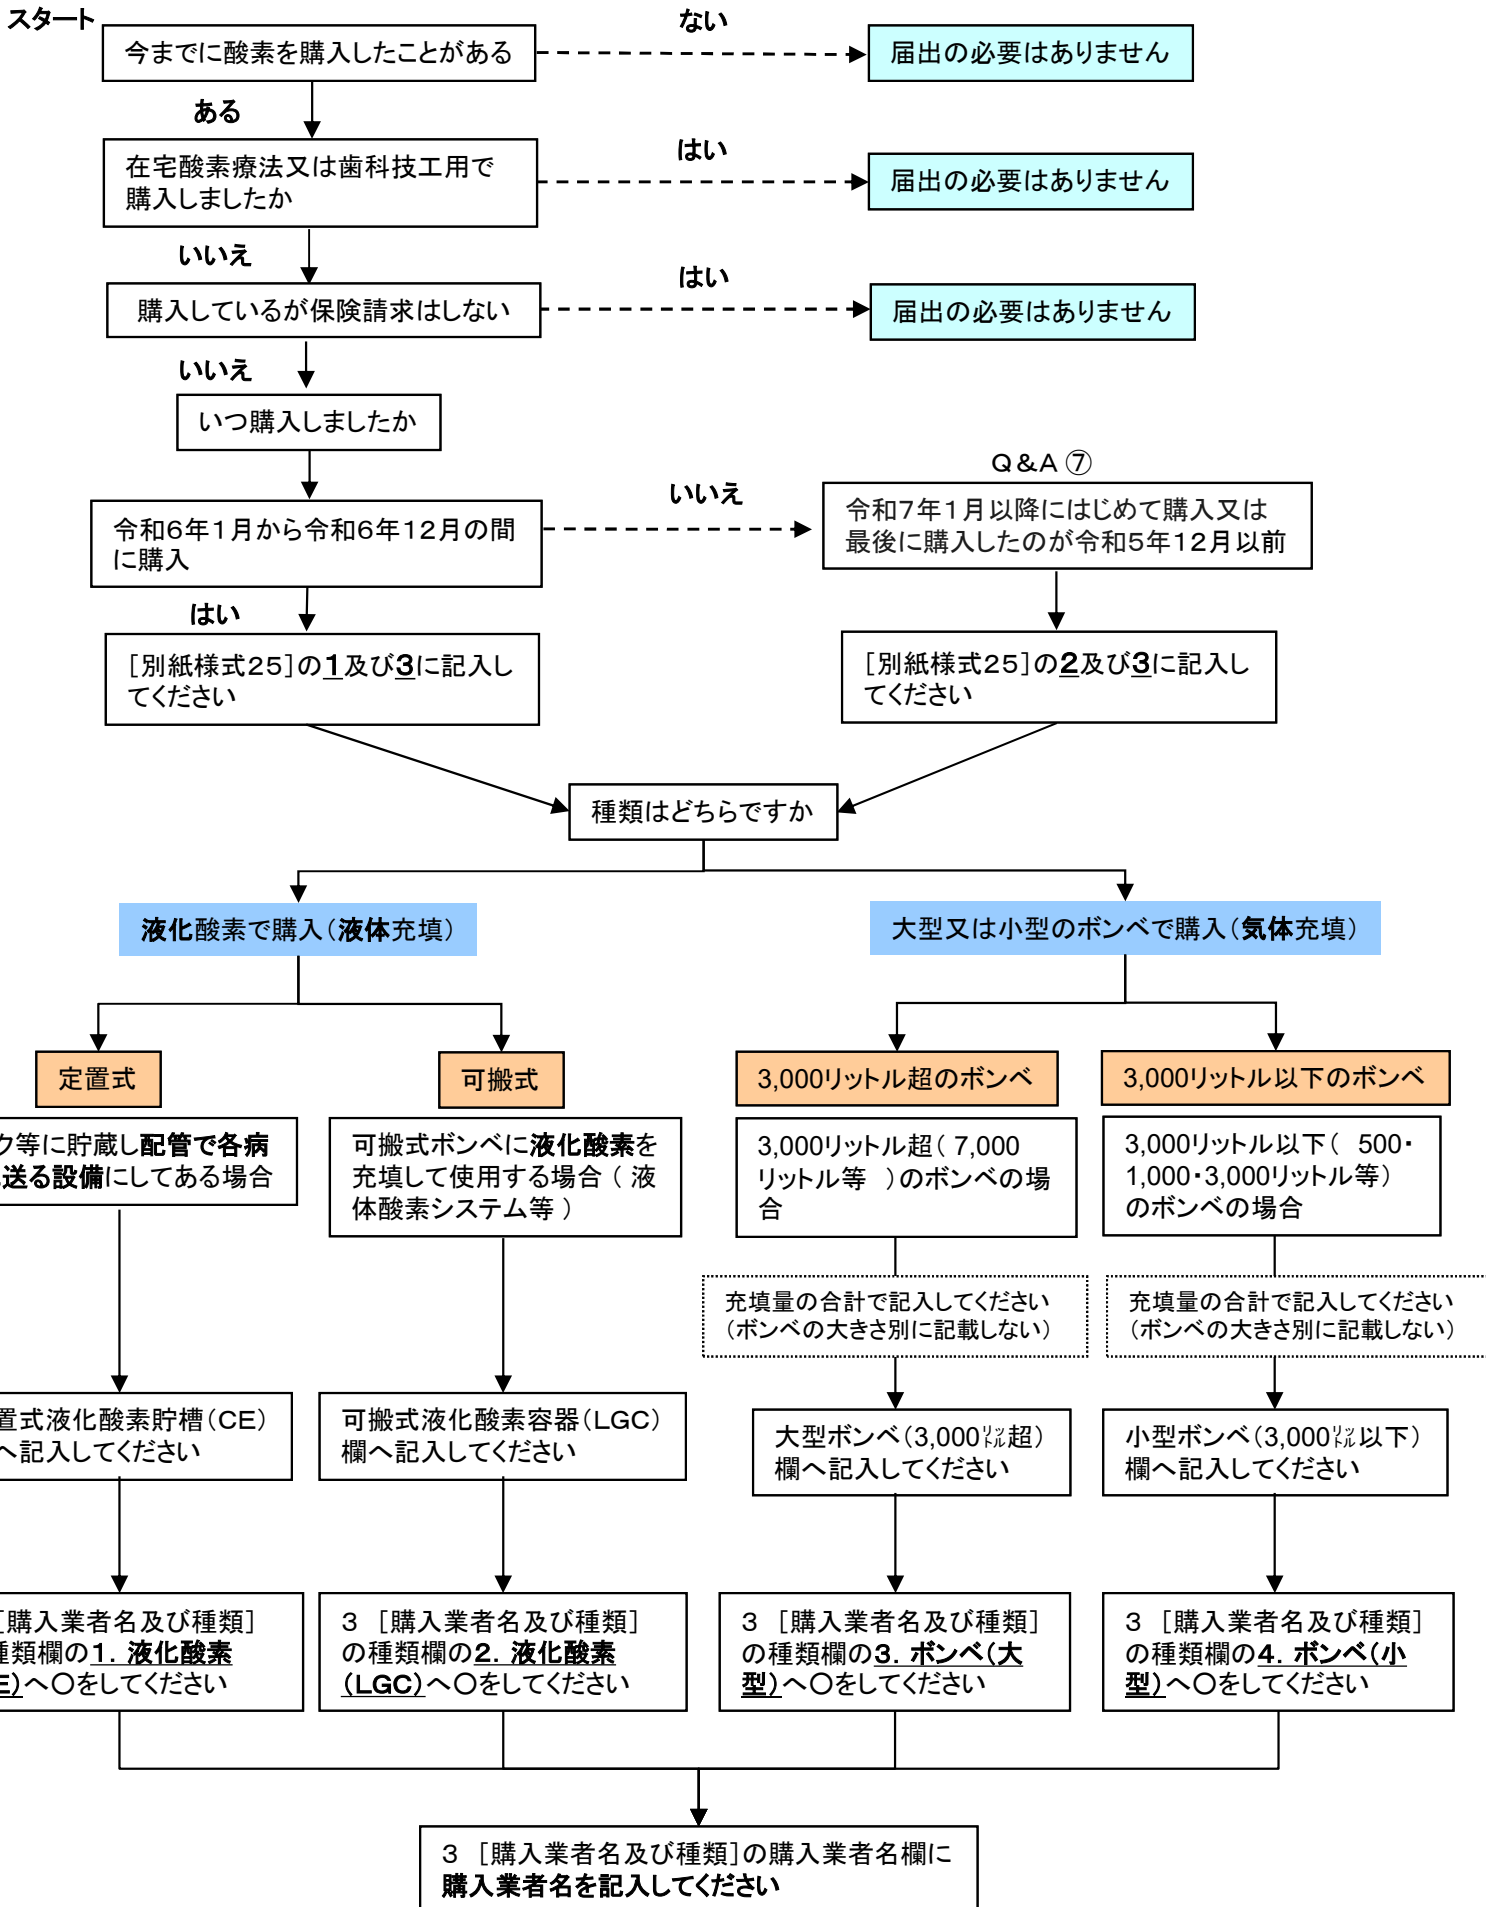 スタート
今までに酸素を購入したことがある
ない
届出の必要はありません
ある
在宅酸素療法又は歯科技工用で
購入しましたか
はい
届出の必要はありません
いいえ
購入しているが保険請求はしない
はい
届出の必要はありません
いいえ
いつ購入しましたか
令和6年1月から令和6年12月の間
に購入
いいえ
Q&A⑦
令和7年1月以降にはじめて購入又は
最後に購入したのが令和5年12月以前
はい
[別紙様式25]の1及び3に記入し
てください
[別紙様式25]の2及び3に記入し
てください
種類はどちらですか
液化酸素で購入(液体充填)
大型又は小型のボンベで購入(気体充填)
定置式
可搬式
3,000リットル超のボンベ
3,000リットル以下のボンベ
ク等に貯蔵し配管で各病
送る設備にしてある場合
可搬式ボンベに液化酸素を
充填して使用する場合( 液
体酸素システム等 )
3,000リットル超( 7,000
リットル等 )のボンベの場
合
3,000リットル以下( 500・
1,000・3,000リットル等)
のボンベの場合
充填量の合計で記入してください
(ボンベの大きさ別に記載しない)
充填量の合計で記入してください
(ボンベの大きさ別に記載しない)
置式液化酸素貯槽(CE)
へ記入してください
可搬式液化酸素容器(LGC)
欄へ記入してください
大型ボンベ(3,000㍑超)
欄へ記入してください
小型ボンベ(3,000㍑以下)
欄へ記入してください
[購入業者名及び種類]
種類欄の1. 液化酸素
E)へ○をしてください
3 [購入業者名及び種類]
の種類欄の2. 液化酸素
(LGC)へ○をしてください
3 [購入業者名及び種類]
の種類欄の3. ボンベ(大
型)へ○をしてください
3 [購入業者名及び種類]
の種類欄の4. ボンベ(小
型)へ○をしてください
3 [購入業者名及び種類]の購入業者名欄に
購入業者名を記入してください